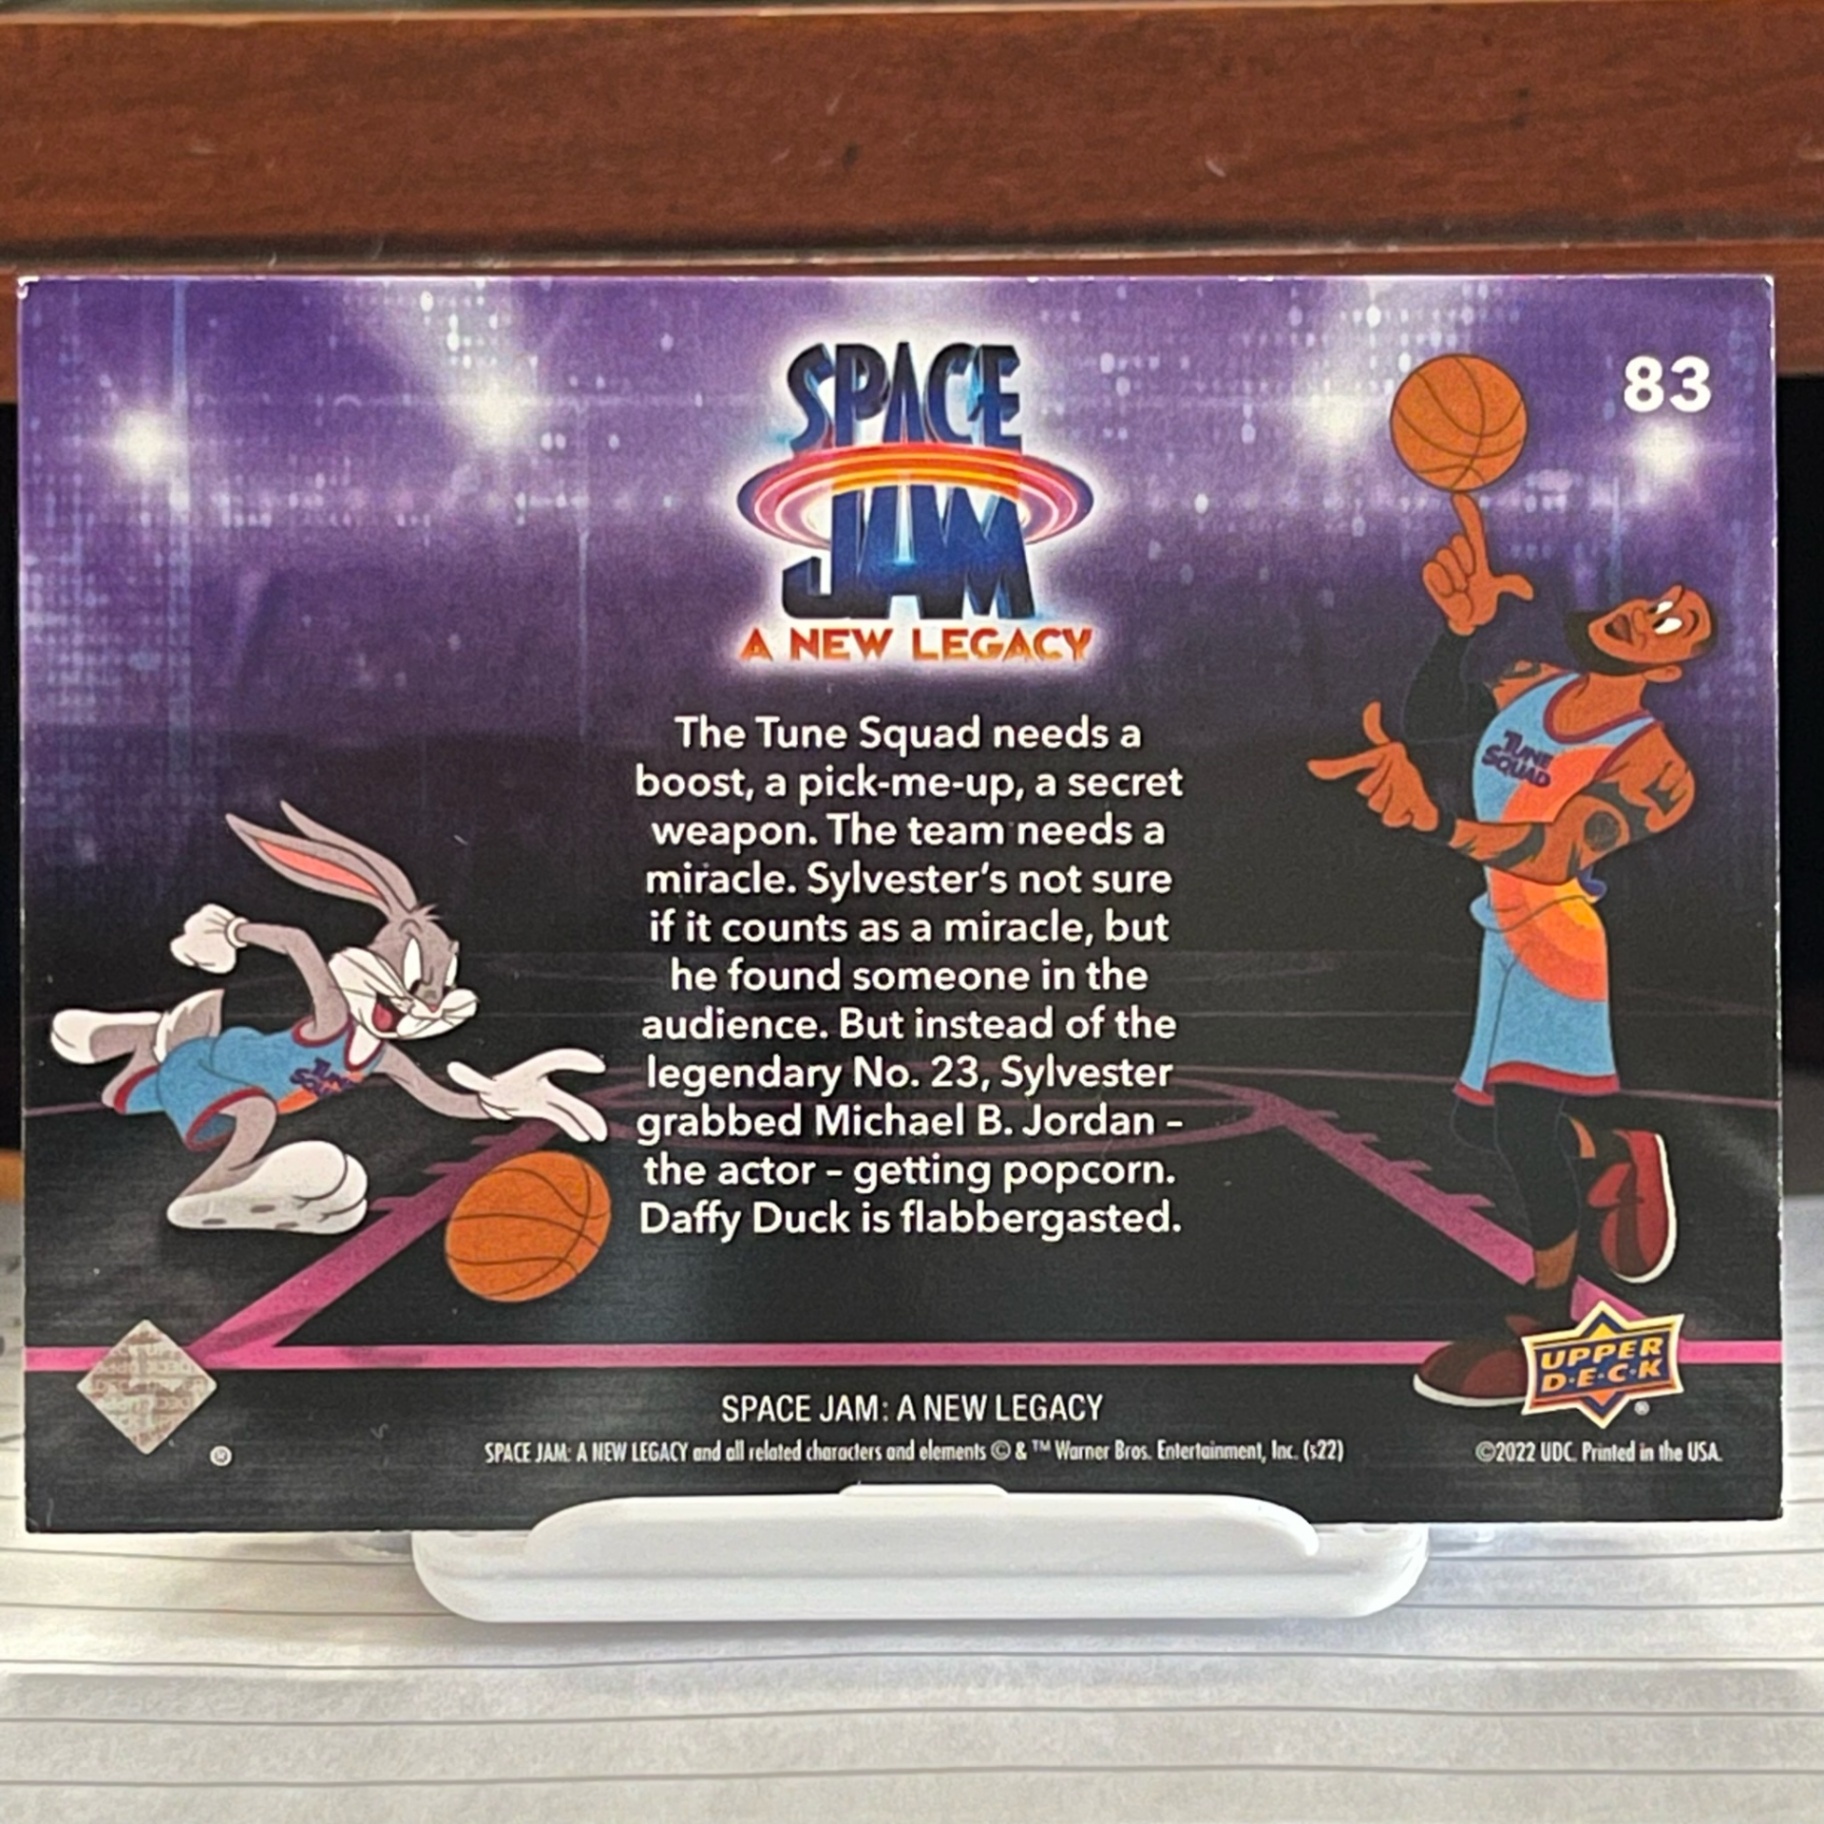 SPACE
JAM
A NEW LEGACY
83
TUNE
SQUAD
The Tune Squad needs a
boost, a pick-me-up, a secret
weapon. The team needs a
miracle. Sylvester's not sure
if it counts as a miracle, but
he found someone in the
audience. But instead of the
legendary No. 23, Sylvester
grabbed Michael B. Jordan –
the actor – getting popcorn.
Daffy Duck is flabbergasted.
UPPER
D·E·C·K
®
SPACE JAM: A NEW LEGACY
SPACE JAM: A NEW LEGACY and all related characters and elements © & ™ Warner Bros. Entertainment, Inc. (s22)
©2022 UDC. Printed in the USA.